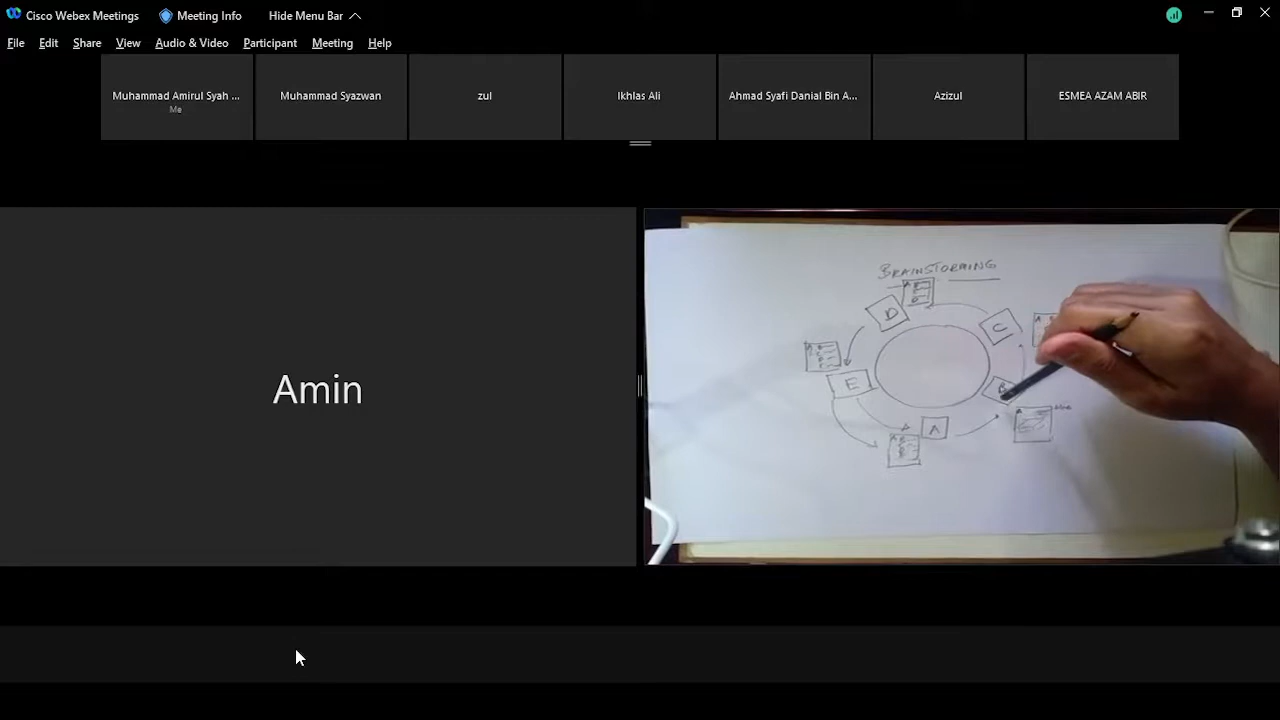 Cisco Webex Meetings
Meeting Info
Hide Menu Bar
File Edit Share View Audio & Video Participant Meeting Help
Muhammad Amirul Syah ...
Me
Muhammad Syazwan
zul
Ikhlas Ali
Ahmad Syafi Danial Bin A...
Azizul
ESMEA AZAM ABIR
Amin
BRAINSTORMING
D
C
E
B
A